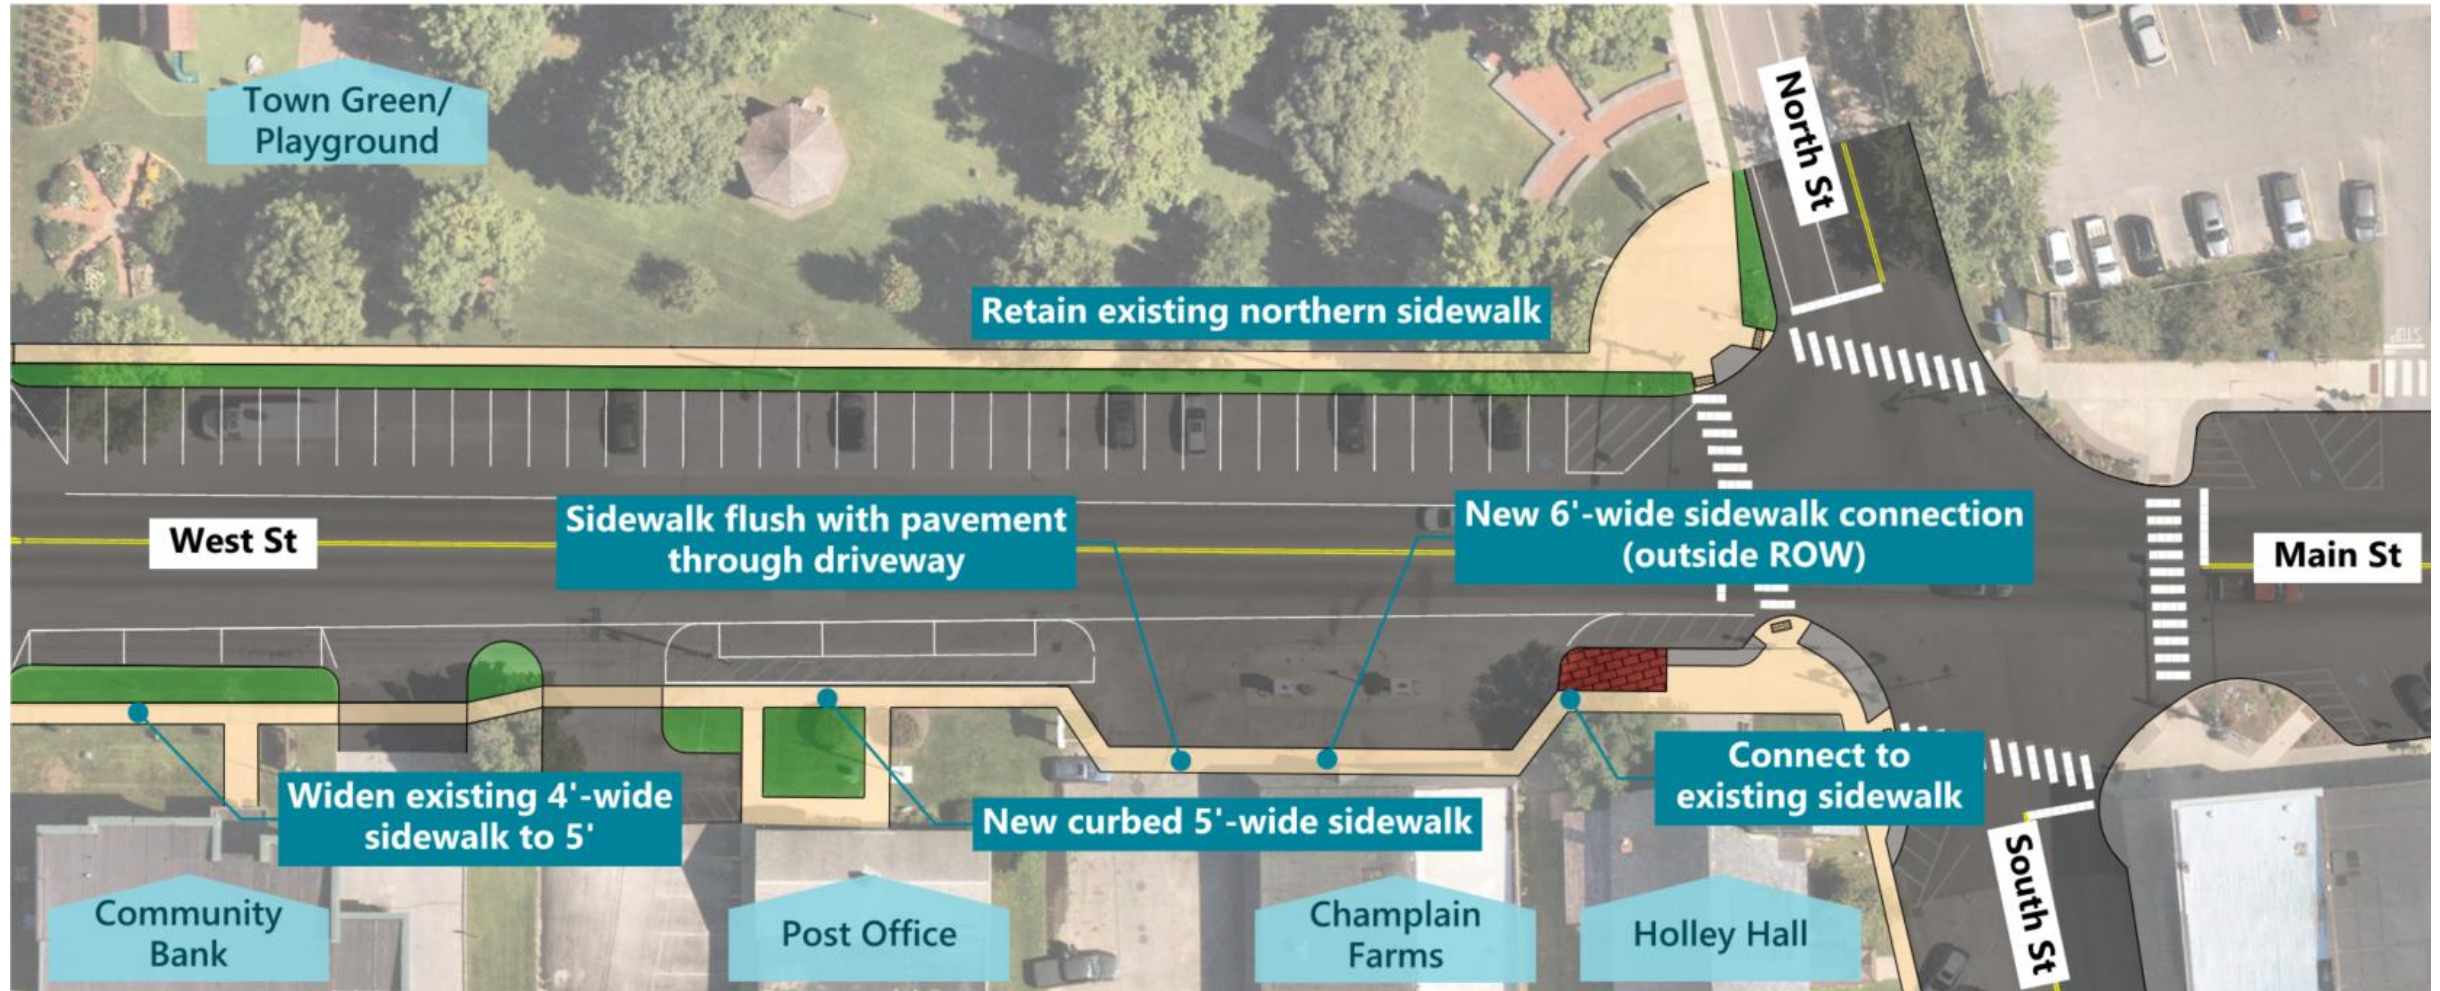 Town Green/
Playground
North St
Retain existing northern sidewalk
Sidewalk flush with pavement
through driveway
New 6'-wide sidewalk connection
(outside ROW)
West St
Main St
Widen existing 4'-wide
sidewalk to 5'
New curbed 5'-wide sidewalk
Connect to
existing sidewalk
South St
Community
Bank
Post Office
Champlain
Farms
Holley Hall